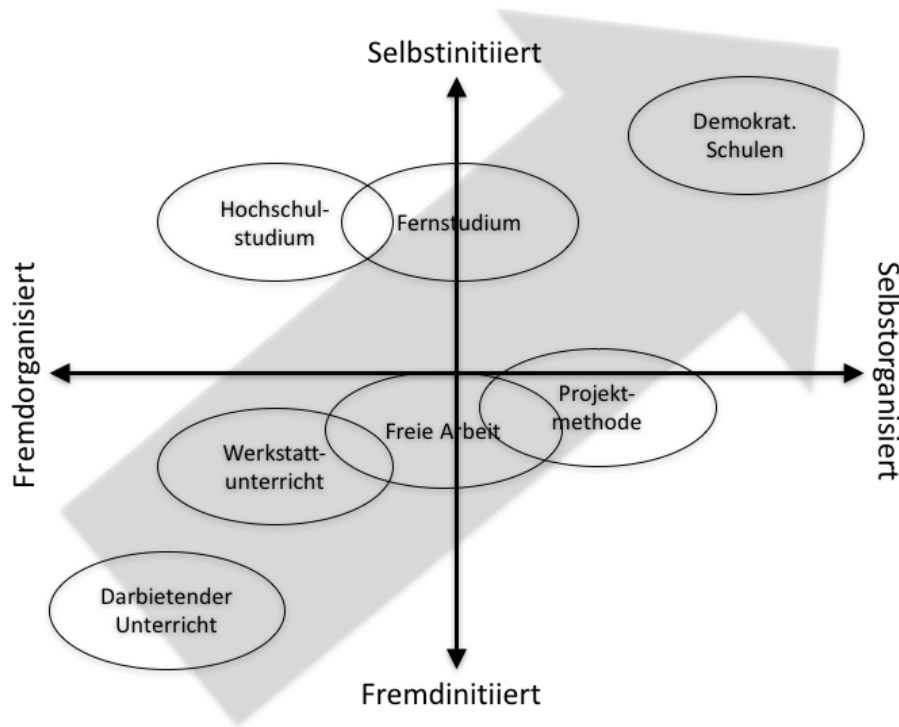 Selbstinitiiert
Demokrat.
Schulen
Hochschul-
studium
Fernstudium
Fremdorganisiert
Selbstorganisiert
Projekt-
methode
Freie Arbeit
Werkstatt-
unterricht
Darbietender
Unterricht
Fremdinitiiert